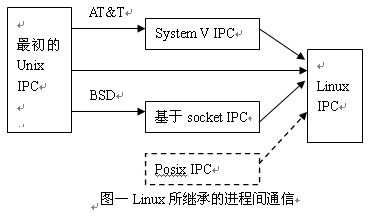 AT&T
最初的
Unix
IPC
System V IPC
BSD
基于 socket IPC
Linux
IPC
Posix IPC
图一 Linux 所继承的进程间通信